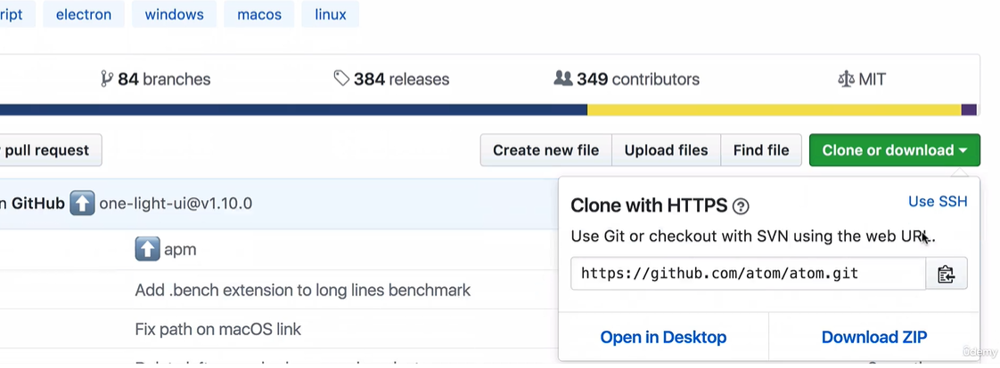 ript electron windows macos linux
84 branches 384 releases 349 contributors MIT
pull request Create new file Upload files Find file Clone or download
n GitHub one-light-ui@v1.10.0
apm
Add .bench extension to long lines benchmark
Fix path on macOS link
Clone with HTTPS Use SSH
Use Git or checkout with SVN using the web URL.
https://github.com/atom/atom.git
Open in Desktop Download ZIP
ûdemy